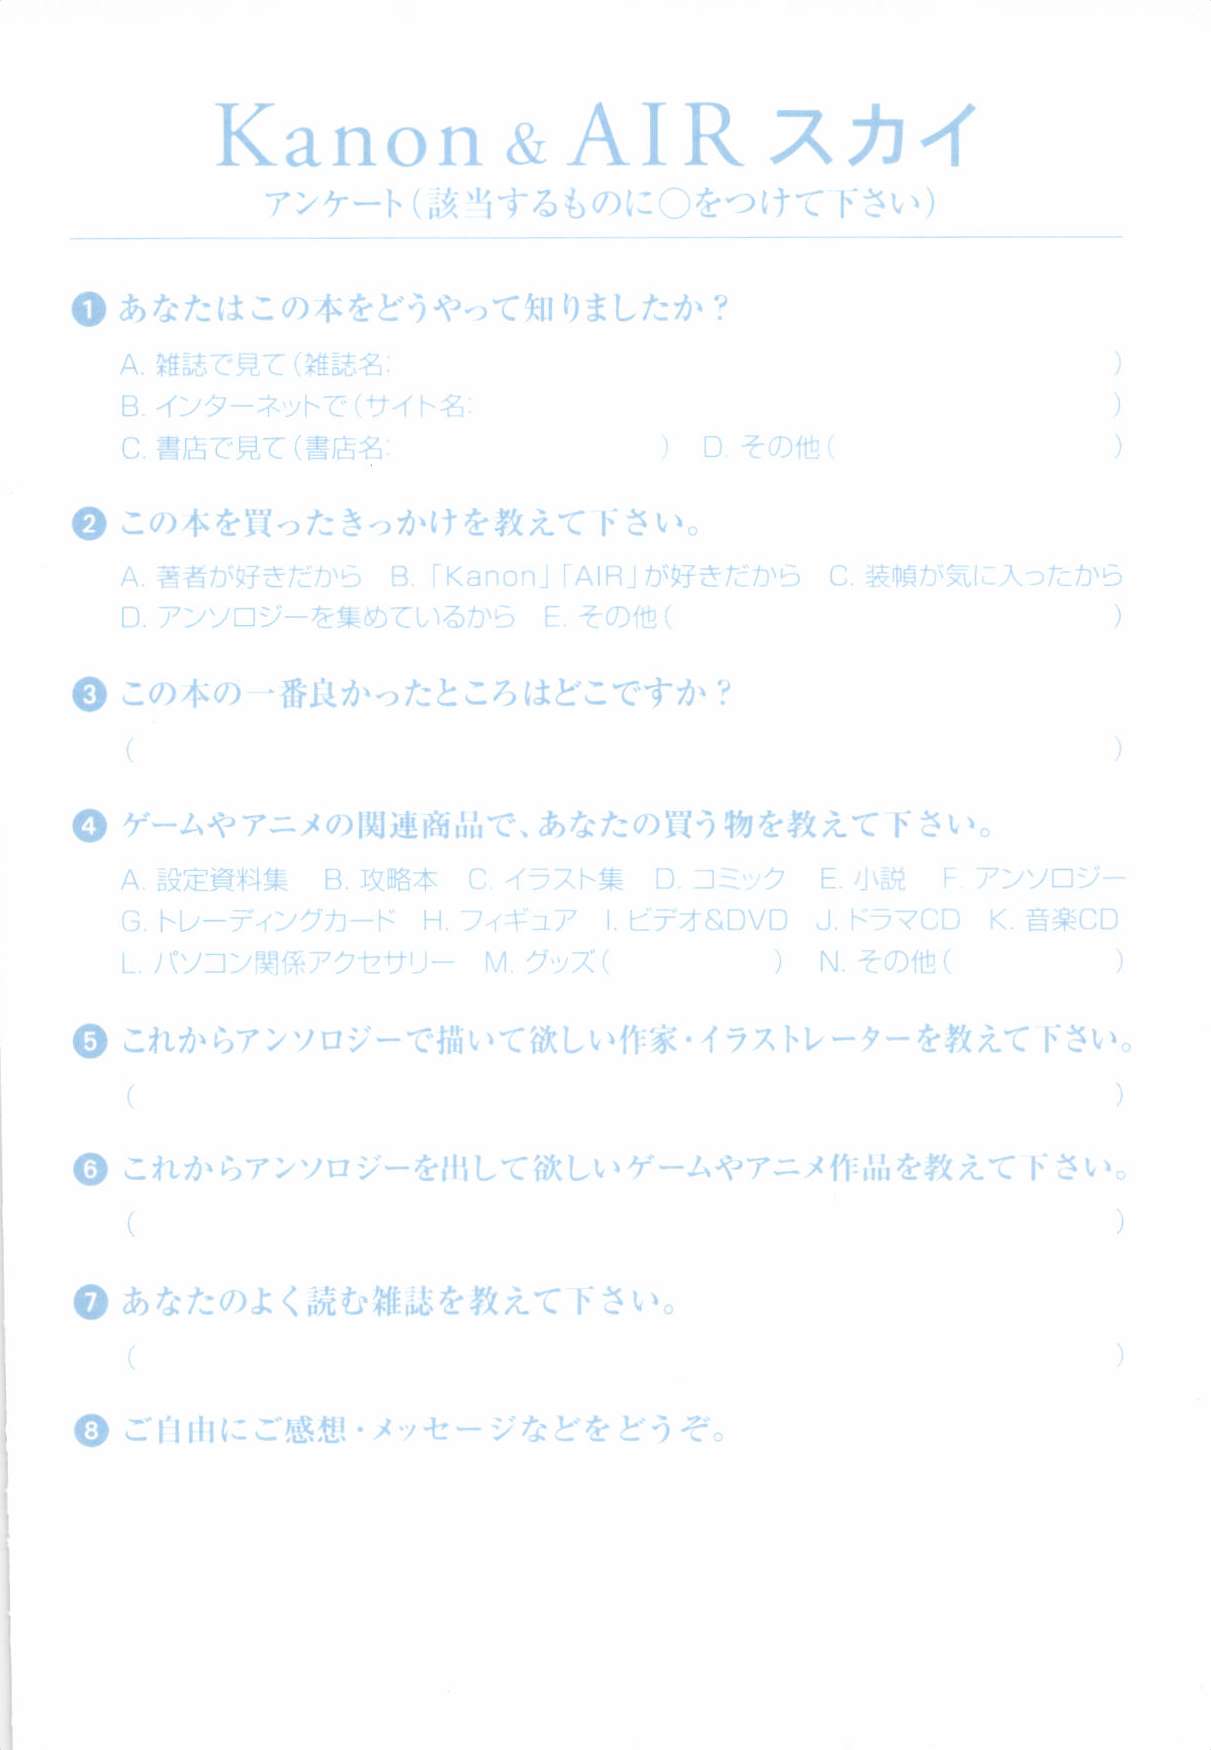 Kanon & AIR スカイ
アンケート(該当するものに○をつけて下さい)
1 あなたはこの本をどうやって知りましたか?
A. 雑誌で見て(雑誌名: )
B. インターネットで(サイト名: )
C. 書店で見て(書店名: ) D. その他( )
2 この本を買ったきっかけを教えて下さい。
A. 著者が好きだから B.「Kanon」「AIR」が好きだから C. 装幀が気に入ったから
D. アンソロジーを集めているから E. その他( )
3 この本の一番良かったところはどこですか?
( )
4 ゲームやアニメの関連商品で、あなたの買う物を教えて下さい。
A. 設定資料集 B. 攻略本 C. イラスト集 D. コミック E. 小説 F. アンソロジー
G. トレーディングカード H. フィギュア I. ビデオ&DVD J. ドラマCD K. 音楽CD
L. パソコン関係アクセサリー M. グッズ( ) N. その他( )
5 これからアンソロジーで描いて欲しい作家・イラストレーターを教えて下さい。
( )
6 これからアンソロジーを出して欲しいゲームやアニメ作品を教えて下さい。
( )
7 あなたのよく読む雑誌を教えて下さい。
( )
8 ご自由にご感想・メッセージなどをどうぞ。